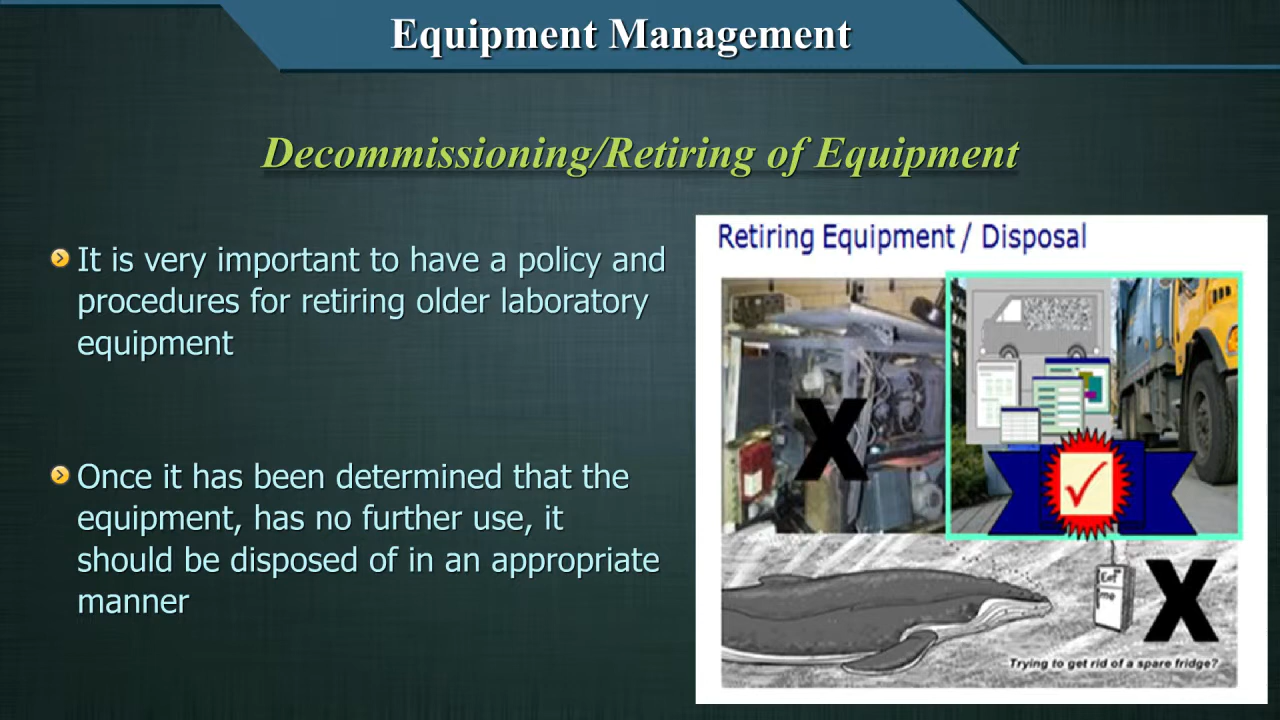 Equipment Management
Decommissioning/Retiring of Equipment
It is very important to have a policy and
procedures for retiring older laboratory
equipment
Once it has been determined that the
equipment, has no further use, it
should be disposed of in an appropriate
manner
Retiring Equipment / Disposal
X
Eat
me
X
Trying to get rid of a spare fridge?